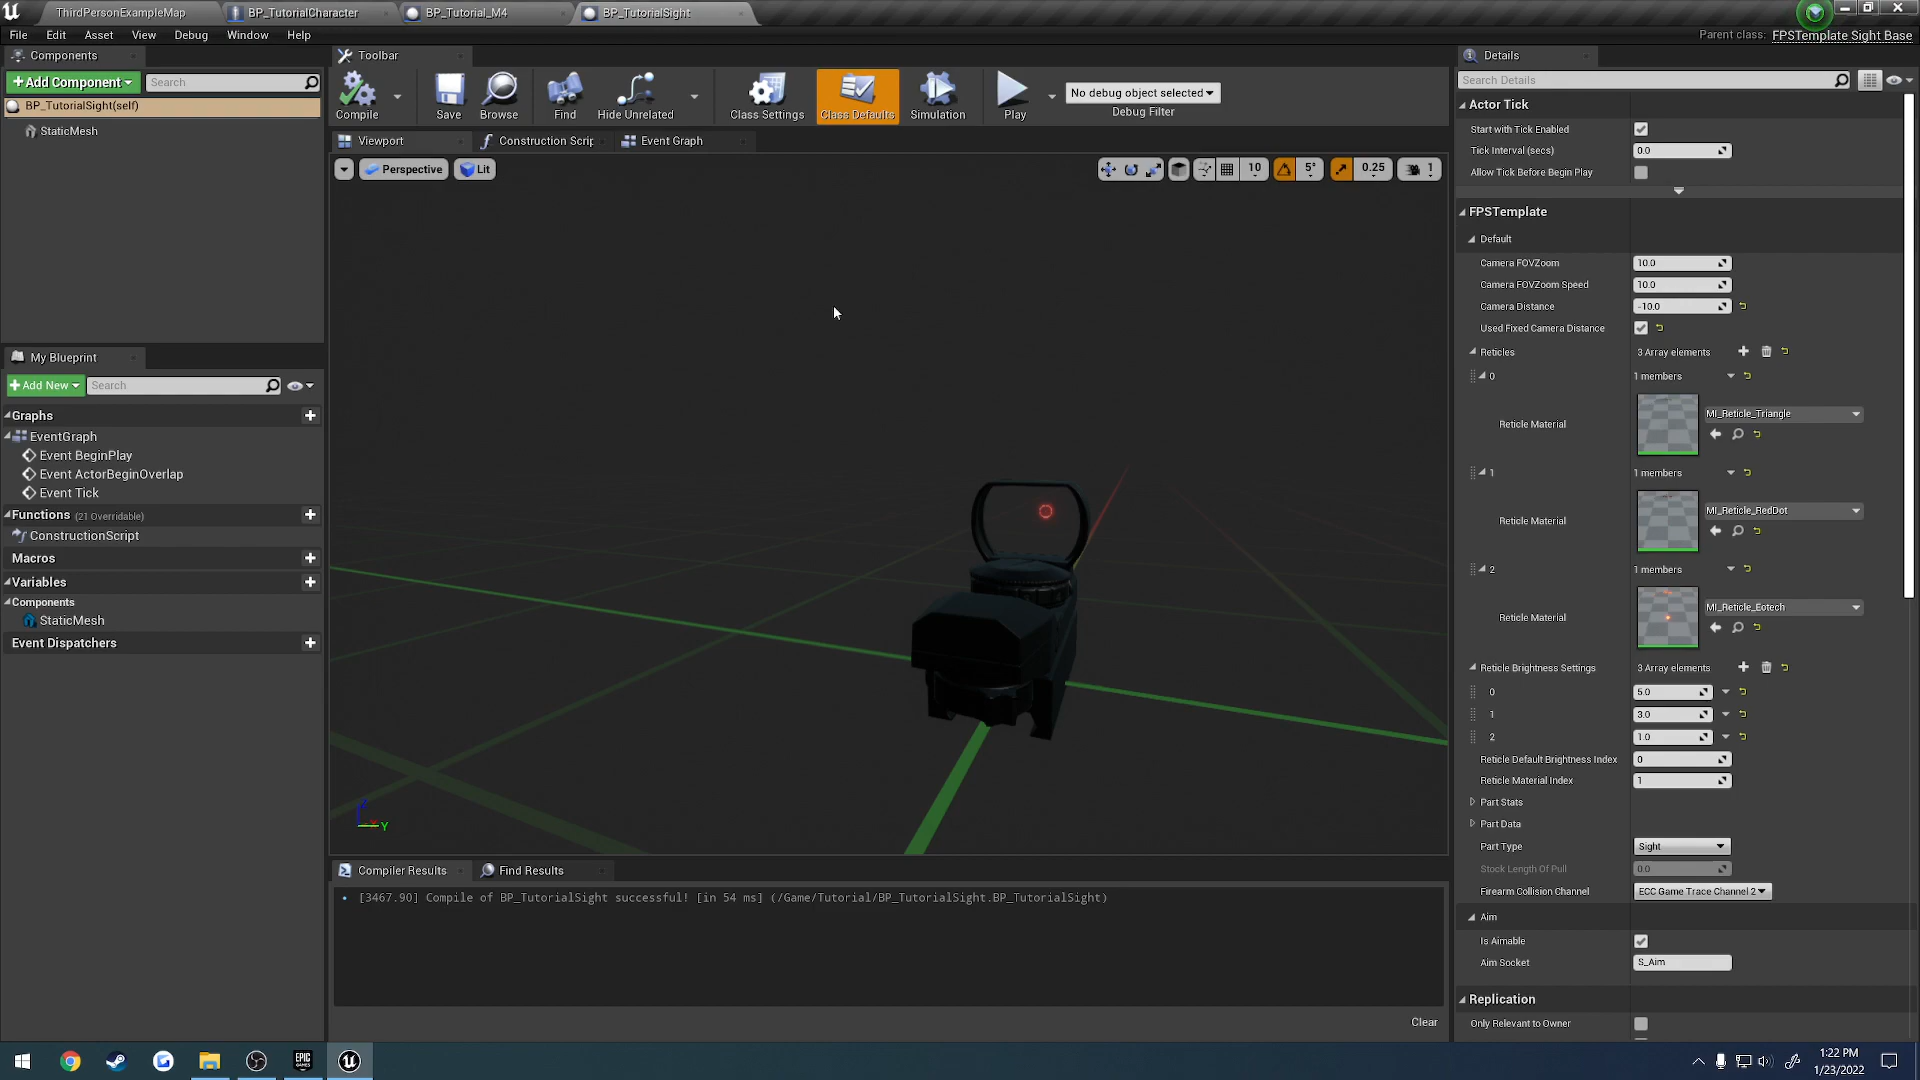 ThirdPersonExampleMap
BP_TutorialCharacter
BP_Tutorial_M4
BP_TutorialSight
File Edit Asset View Debug Window Help
Parent class: FPSTemplate Sight Base
Components
+Add Component
Search
BP_TutorialSight(self)
StaticMesh
My Blueprint
+Add New
Search
Graphs
EventGraph
Event BeginPlay
Event ActorBeginOverlap
Event Tick
Functions (21 Overridable)
ConstructionScript
Macros
Variables
Components
StaticMesh
Event Dispatchers
Toolbar
Compile
Save
Browse
Find
Hide Unrelated
Class Settings
Class Defaults
Simulation
Play
No debug object selected
Debug Filter
Viewport
Construction Scrip
Event Graph
Perspective
Lit
10
5°
0.25
1
Y
Compiler Results
Find Results
[3467.90] Compile of BP_TutorialSight successful! [in 54 ms] (/Game/Tutorial/BP_TutorialSight.BP_TutorialSight)
Clear
Details
Search Details
Actor Tick
Start with Tick Enabled
Tick Interval (secs) 0.0
Allow Tick Before Begin Play
FPSTemplate
Default
Camera FOVZoom 10.0
Camera FOVZoom Speed 10.0
Camera Distance -10.0
Used Fixed Camera Distance
Reticles 3 Array elements
0 1 members
Reticle Material MI_Reticle_Triangle
1 1 members
Reticle Material MI_Reticle_RedDot
2 1 members
Reticle Material MI_Reticle_Eotech
Reticle Brightness Settings 3 Array elements
0 5.0
1 3.0
2 1.0
Reticle Default Brightness Index 0
Reticle Material Index 1
Part Stats
Part Data
Part Type Sight
Stock Length Of Pull 0.0
Firearm Collision Channel ECC Game Trace Channel 2
Aim
Is Aimable
Aim Socket S_Aim
Replication
Only Relevant to Owner
EPIC GAMES
1:22 PM
1/23/2022